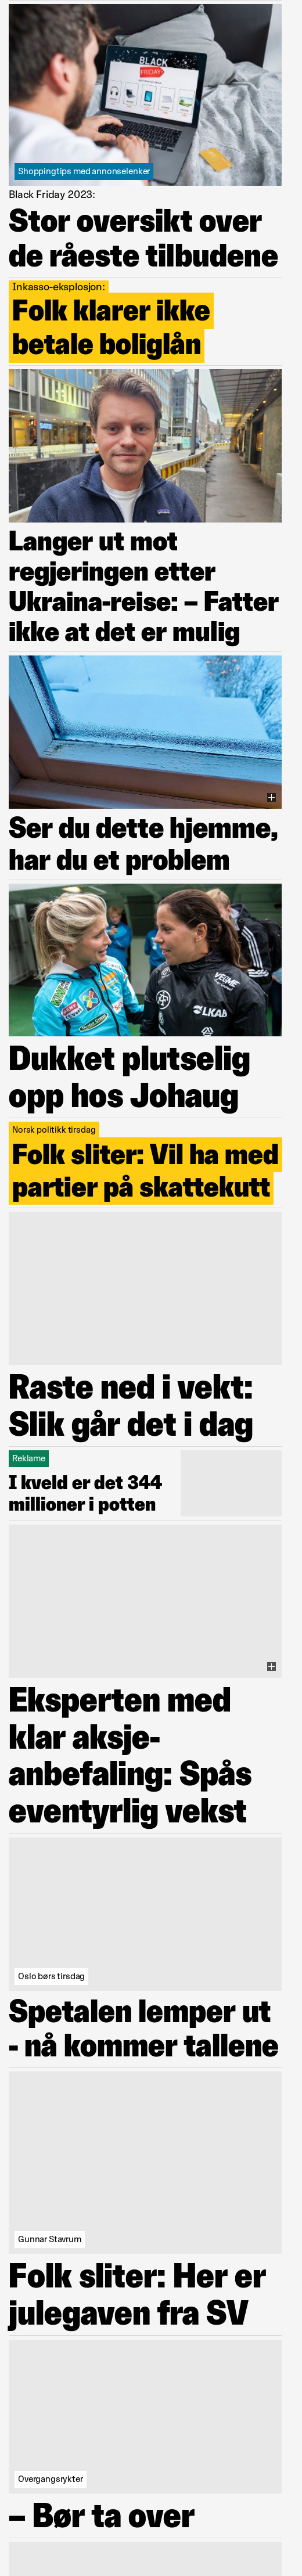 BLACK
FRIDAY
Shoppingtips med annonselenker
Black Friday 2023:
Stor oversikt over
de råeste tilbudene
Inkasso-eksplosjon:
Folk klarer ikke
betale boliglån
Langer ut mot
regjeringen etter
Ukraina-reise: – Fatter
ikke at det er mulig
Ser du dette hjemme,
har du et problem
LKAB
Dukket plutselig
opp hos Johaug
Norsk politikk tirsdag
Folk sliter: Vil ha med
partier på skattekutt
Raste ned i vekt:
Slik går det i dag
Reklame
I kveld er det 344
millioner i potten
Eksperten med
klar aksje-
anbefaling: Spås
eventyrlig vekst
Oslo børs tirsdag
Spetalen lemper ut
- nå kommer tallene
Gunnar Stavrum
Folk sliter: Her er
julegaven fra SV
Overgangsrykter
– Bør ta over